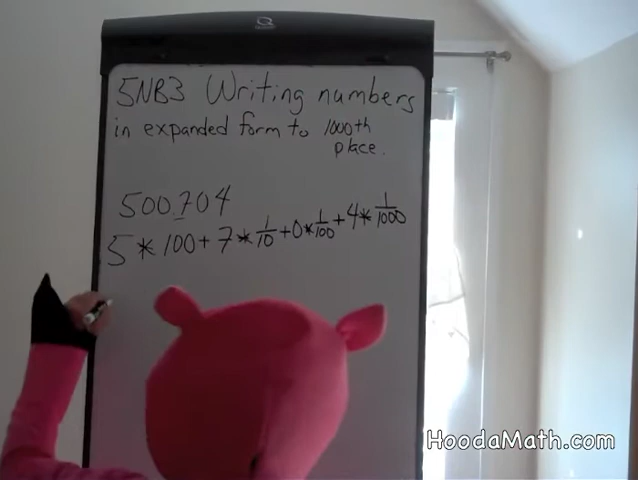 5NB3 Writing numbers
in expanded form to 1000th
place.
500.704
5 * 100 + 7 * 1/10 + 0 * 1/100 + 4 * 1/1000
HoodaMath.com